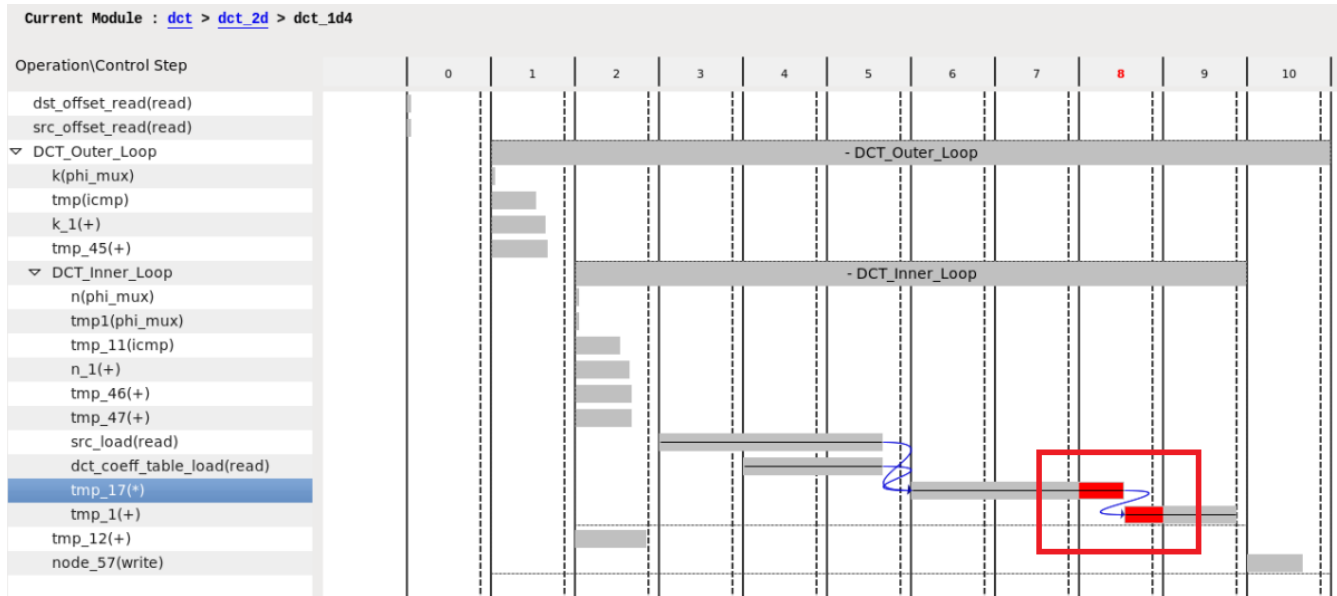 Current Module : dct > dct_2d > dct_1d4
Operation\Control Step 0 1 2 3 4 5 6 7 8 9 10
dst_offset_read(read)
src_offset_read(read)
DCT_Outer_Loop - DCT_Outer_Loop
k(phi_mux)
tmp(icmp)
k_1(+)
tmp_45(+)
DCT_Inner_Loop - DCT_Inner_Loop
n(phi_mux)
tmp1(phi_mux)
tmp_11(icmp)
n_1(+)
tmp_46(+)
tmp_47(+)
src_load(read)
dct_coeff_table_load(read)
tmp_17(*)
tmp_1(+)
tmp_12(+)
node_57(write)